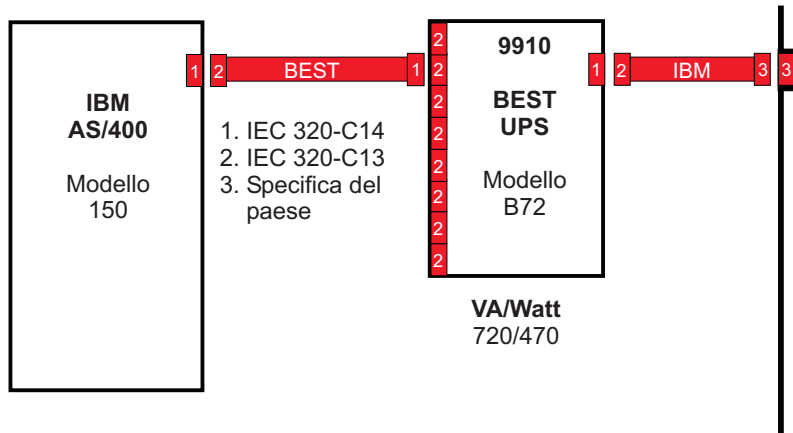 IBM
AS/400
Modello
150
1
2 BEST 1
1. IEC 320-C14
2. IEC 320-C13
3. Specifica del
paese
2
2
2
2
2
2
2
2
9910
BEST
UPS
Modello
B72
1
2 IBM 3
3
VA/Watt
720/470